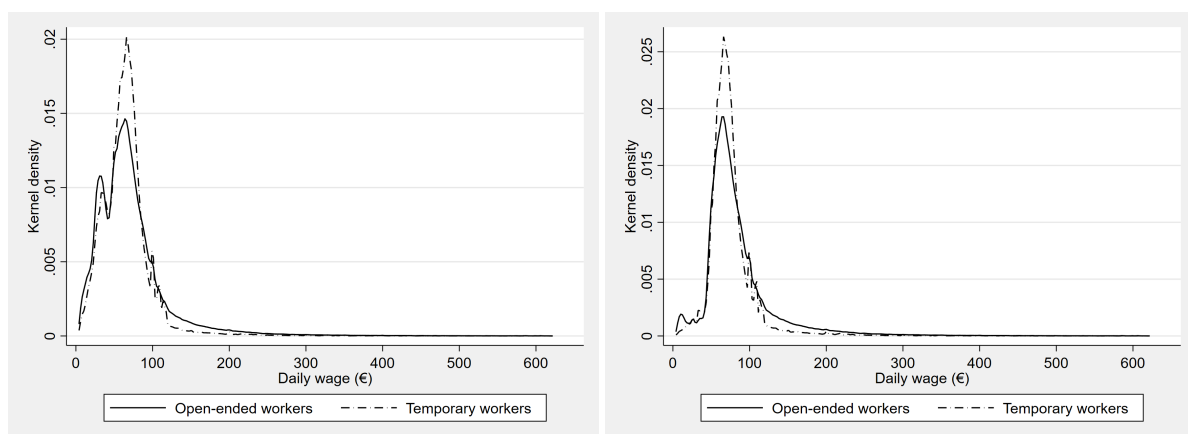 Kernel density
.02
.015
.01
.005
0
0 100 200 300 400 500 600
Daily wage (€)
Open-ended workers Temporary workers
Kernel density
.025
.02
.015
.01
.005
0
0 100 200 300 400 500 600
Daily wage (€)
Open-ended workers Temporary workers